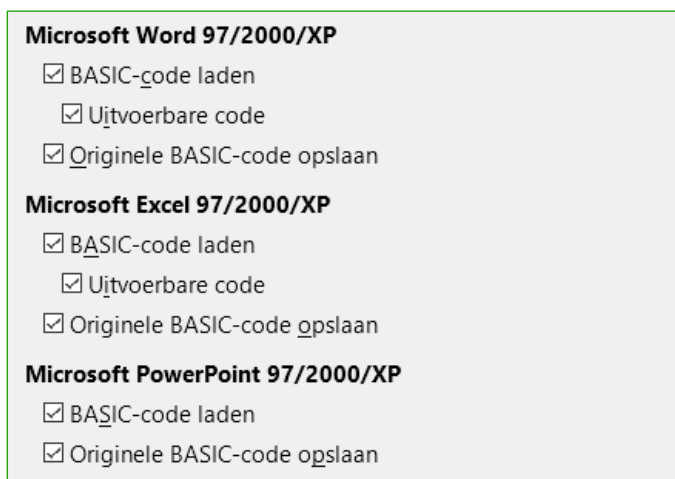 Microsoft Word 97/2000/XP
BASIC-code laden
Uitvoerbare code
Originele BASIC-code opslaan
Microsoft Excel 97/2000/XP
BASIC-code laden
Uitvoerbare code
Originele BASIC-code opslaan
Microsoft PowerPoint 97/2000/XP
BASIC-code laden
Originele BASIC-code opslaan